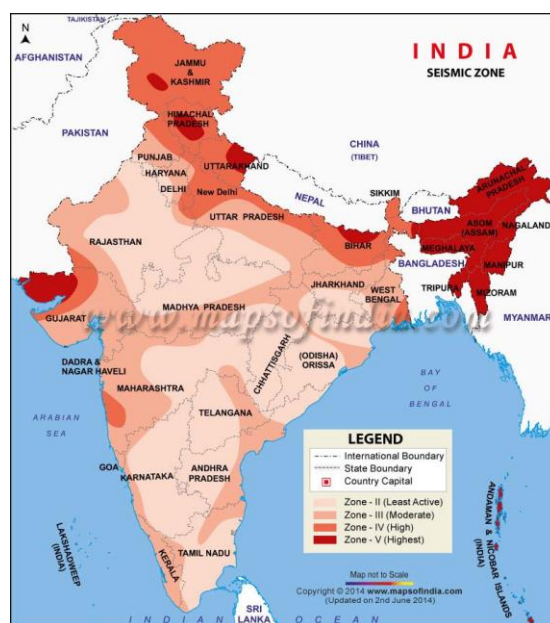 TAJIKISTAN
N
AFGHANISTAN
INDIA
SEISMIC ZONE
JAMMU
&
KASHMIR
HIMACHAL
PRADESH
PAKISTAN
CHINA
(TIBET)
PUNJAB
UTTARAKHAND
HARYANA
DELHI
New Delhi
NEPAL
SIKKIM
ARUNACHAL
PRADESH
BHUTAN
UTTAR PRADESH
ASOM
(ASSAM)
NAGALAND
RAJASTHAN
BIHAR
MEGHALAYA
BANGLADESH
MANIPUR
JHARKHAND
WEST
BENGAL
TRIPURA
MIZORAM
GUJARAT
MADHYA PRADESH
MYANMAR
www.mapsofindia.com
CHHATTISGARH
(ODISHA)
ORISSA
DADRA &
NAGAR HAVELI
MAHARASHTRA
BAY
OF
BENGAL
ARABIAN
SEA
TELANGANA
GOA
KARNATAKA
ANDHRA
PRADESH
LEGEND
International Boundary
State Boundary
Country Capital
Zone - II (Least Active)
Zone - III (Moderate)
Zone - IV (High)
Zone - V (Highest)
ANDAMAN & NICOBAR ISLANDS
(INDIA)
LAKSHADWEEP
(INDIA)
KERALA
TAMIL NADU
Map not to Scale
Copyright © 2014 www.mapsofindia.com
(Updated on 2nd June 2014)
SRI
LANKA
INDIAN OCEAN